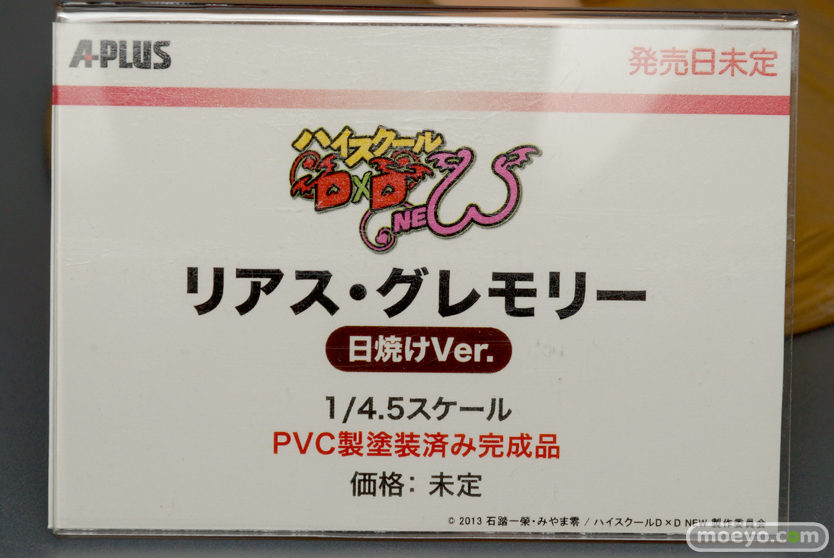 A+PLUS
発売日未定
ハイスクール
D×D
NEW
リアス・グレモリー
日焼けVer.
1/4.5スケール
PVC製塗装済み完成品
価格：未定
© 2013 石踏一榮・みやま零 / ハイスクールD×D NEW 製作委員会
moeyo.com